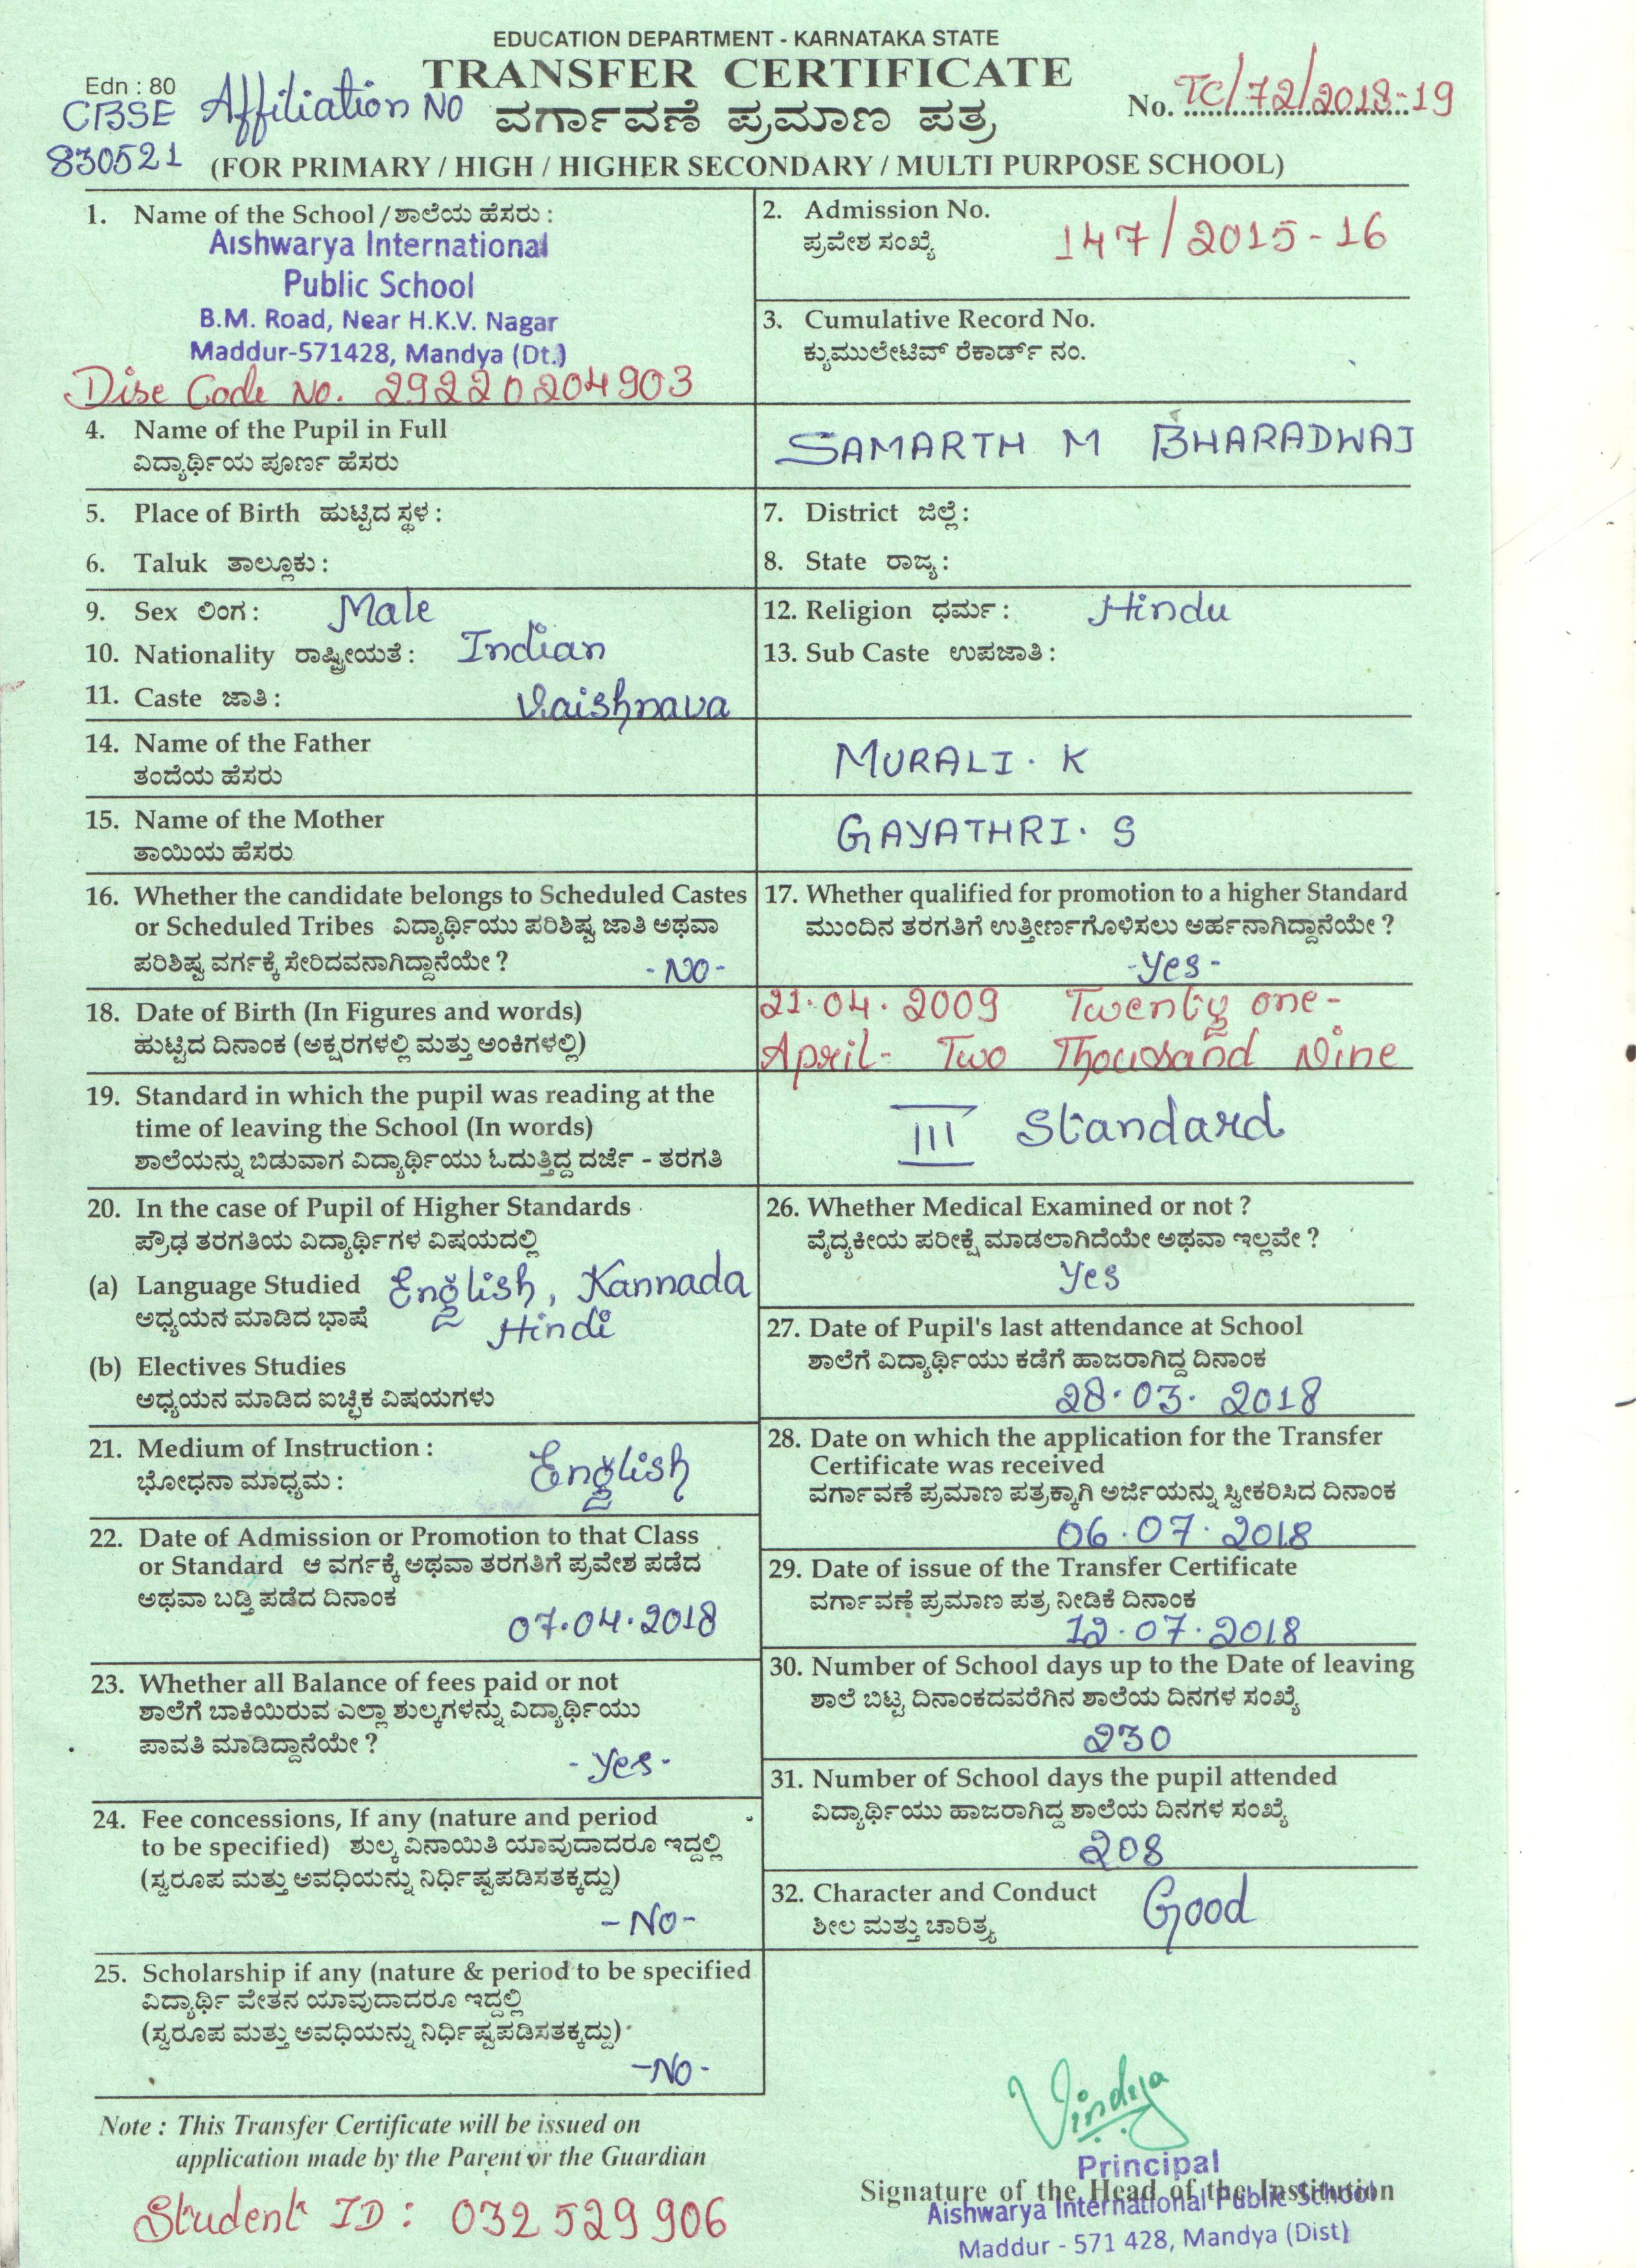 EDUCATION DEPARTMENT - KARNATAKA STATE
Edn : 80
TRANSFER CERTIFICATE
CBSE Affiliation NO
830521
ವರ್ಗಾವಣೆ ಪ್ರಮಾಣ ಪತ್ರ
No. TC/72/2018-19
(FOR PRIMARY / HIGH / HIGHER SECONDARY / MULTI PURPOSE SCHOOL)
1. Name of the School / ಶಾಲೆಯ ಹೆಸರು :
Aishwarya International
Public School
B.M. Road, Near H.K.V. Nagar
Maddur-571428, Mandya (Dt.)
Dise Code No. 29220204903
2. Admission No.
ಪ್ರವೇಶ ಸಂಖ್ಯೆ
147/2015-16
3. Cumulative Record No.
ಕ್ಯುಮುಲೇಟಿವ್ ರೆಕಾರ್ಡ್ ನಂ.
4. Name of the Pupil in Full
ವಿದ್ಯಾರ್ಥಿಯ ಪೂರ್ಣ ಹೆಸರು
SAMARTH M BHARADWAJ
5. Place of Birth ಹುಟ್ಟಿದ ಸ್ಥಳ :
6. Taluk ತಾಲ್ಲೂಕು :
7. District ಜಿಲ್ಲೆ :
8. State ರಾಜ್ಯ :
9. Sex ಲಿಂಗ : Male
10. Nationality ರಾಷ್ಟ್ರೀಯತೆ : Indian
11. Caste ಜಾತಿ : Vaishnava
12. Religion ಧರ್ಮ : Hindu
13. Sub Caste ಉಪಜಾತಿ :
14. Name of the Father
ತಂದೆಯ ಹೆಸರು
MURALI. K
15. Name of the Mother
ತಾಯಿಯ ಹೆಸರು
GAYATHRI. S
16. Whether the candidate belongs to Scheduled Castes
or Scheduled Tribes ವಿದ್ಯಾರ್ಥಿಯು ಪರಿಶಿಷ್ಟ ಜಾತಿ ಅಥವಾ
ಪರಿಶಿಷ್ಟ ವರ್ಗಕ್ಕೆ ಸೇರಿದವನಾಗಿದ್ದಾನೆಯೇ ?
- NO -
17. Whether qualified for promotion to a higher Standard
ಮುಂದಿನ ತರಗತಿಗೆ ಉತ್ತೀರ್ಣಗೊಳಿಸಲು ಅರ್ಹನಾಗಿದ್ದಾನೆಯೇ ?
- Yes -
18. Date of Birth (In Figures and words)
ಹುಟ್ಟಿದ ದಿನಾಂಕ (ಅಕ್ಷರಗಳಲ್ಲಿ ಮತ್ತು ಅಂಕಿಗಳಲ್ಲಿ)
21.04.2009 Twenty one-
April- Two Thousand Nine
19. Standard in which the pupil was reading at the
time of leaving the School (In words)
ಶಾಲೆಯನ್ನು ಬಿಡುವಾಗ ವಿದ್ಯಾರ್ಥಿಯು ಓದುತ್ತಿದ್ದ ದರ್ಜೆ - ತರಗತಿ
III Standard
20. In the case of Pupil of Higher Standards
ಪ್ರೌಢ ತರಗತಿಯ ವಿದ್ಯಾರ್ಥಿಗಳ ವಿಷಯದಲ್ಲಿ
(a) Language Studied English, Kannada
ಅಧ್ಯಯನ ಮಾಡಿದ ಭಾಷೆ Hindi
(b) Electives Studies
ಅಧ್ಯಯನ ಮಾಡಿದ ಐಚ್ಛಿಕ ವಿಷಯಗಳು
21. Medium of Instruction : English
ಭೋಧನಾ ಮಾಧ್ಯಮ :
22. Date of Admission or Promotion to that Class
or Standard ಆ ವರ್ಗಕ್ಕೆ ಅಥವಾ ತರಗತಿಗೆ ಪ್ರವೇಶ ಪಡೆದ
ಅಥವಾ ಬಡ್ತಿ ಪಡೆದ ದಿನಾಂಕ
07.04.2018
23. Whether all Balance of fees paid or not
ಶಾಲೆಗೆ ಬಾಕಿಯಿರುವ ಎಲ್ಲಾ ಶುಲ್ಕಗಳನ್ನು ವಿದ್ಯಾರ್ಥಿಯು
ಪಾವತಿ ಮಾಡಿದ್ದಾನೆಯೇ ?
- Yes -
24. Fee concessions, If any (nature and period
to be specified) ಶುಲ್ಕ ವಿನಾಯಿತಿ ಯಾವುದಾದರೂ ಇದ್ದಲ್ಲಿ
(ಸ್ವರೂಪ ಮತ್ತು ಅವಧಿಯನ್ನು ನಿರ್ಧಿಷ್ಟಪಡಿಸತಕ್ಕದ್ದು)
- No -
25. Scholarship if any (nature & period to be specified
ವಿದ್ಯಾರ್ಥಿ ವೇತನ ಯಾವುದಾದರೂ ಇದ್ದಲ್ಲಿ
(ಸ್ವರೂಪ ಮತ್ತು ಅವಧಿಯನ್ನು ನಿರ್ಧಿಷ್ಟಪಡಿಸತಕ್ಕದ್ದು)
- No -
26. Whether Medical Examined or not ?
ವೈದ್ಯಕೀಯ ಪರೀಕ್ಷೆ ಮಾಡಲಾಗಿದೆಯೇ ಅಥವಾ ಇಲ್ಲವೇ ?
Yes
27. Date of Pupil's last attendance at School
ಶಾಲೆಗೆ ವಿದ್ಯಾರ್ಥಿಯು ಕಡೆಗೆ ಹಾಜರಾಗಿದ್ದ ದಿನಾಂಕ
28.03.2018
28. Date on which the application for the Transfer
Certificate was received
ವರ್ಗಾವಣೆ ಪ್ರಮಾಣ ಪತ್ರಕ್ಕಾಗಿ ಅರ್ಜಿಯನ್ನು ಸ್ವೀಕರಿಸಿದ ದಿನಾಂಕ
06.07.2018
29. Date of issue of the Transfer Certificate
ವರ್ಗಾವಣೆ ಪ್ರಮಾಣ ಪತ್ರ ನೀಡಿಕೆ ದಿನಾಂಕ
12.07.2018
30. Number of School days up to the Date of leaving
ಶಾಲೆ ಬಿಟ್ಟ ದಿನಾಂಕದವರೆಗಿನ ಶಾಲೆಯ ದಿನಗಳ ಸಂಖ್ಯೆ
230
31. Number of School days the pupil attended
ವಿದ್ಯಾರ್ಥಿಯು ಹಾಜರಾಗಿದ್ದ ಶಾಲೆಯ ದಿನಗಳ ಸಂಖ್ಯೆ
208
32. Character and Conduct Good
ಶೀಲ ಮತ್ತು ಚಾರಿತ್ರ್ಯ
Note : This Transfer Certificate will be issued on
application made by the Parent or the Guardian
Student ID : 032529906
Vindya
Principal
Signature of the Head of the Institution
Aishwarya International Public School
Maddur - 571 428, Mandya (Dist)